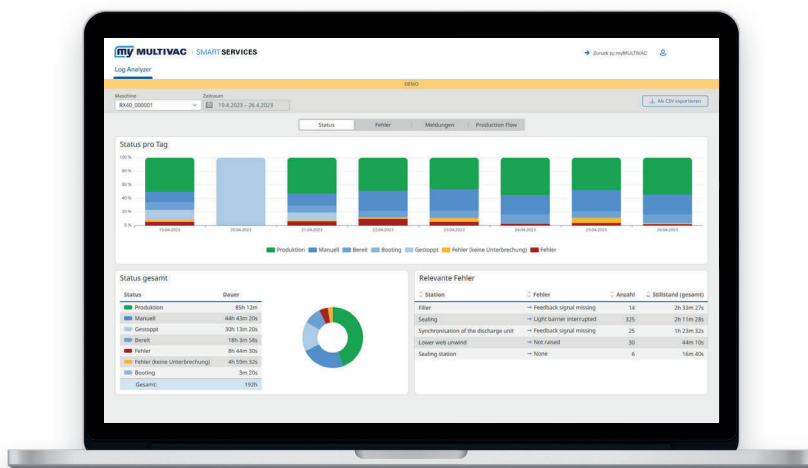 my MULTIVAC | SMART SERVICES
→ Zurück zu myMULTIVAC
Log Analyzer
DEMO
Maschine
Zeitraum
RX40_000001
19.4.2023 – 26.4.2023
Als CSV exportieren
Status
Fehler
Meldungen
Production Flow
Status pro Tag
100 %
80 %
60 %
40 %
20 %
0 %
19.04.2023
20.04.2023
21.04.2023
22.04.2023
23.04.2023
24.04.2023
25.04.2023
26.04.2023
Produktion Manuell Bereit Booting Gestoppt Fehler (keine Unterbrechung) Fehler
Status gesamt
Status Dauer
Produktion 85h 12m
Manuell 44h 43m 20s
Gestoppt 30h 13m 20s
Bereit 18h 3m 58s
Fehler 8h 44m 30s
Fehler (keine Unterbrechung) 4h 59m 32s
Booting 3m 20s
Gesamt: 192h
Relevante Fehler
Station Fehler Anzahl Stillstand (gesamt)
Filler → Feedback signal missing 14 2h 33m 27s
Sealing → Light barrier interrupted 325 2h 11m 28s
Synchronisation of the discharge unit → Feedback signal missing 25 1h 23m 32s
Lower web unwind → Not raised 30 44m 10s
Sealing station → None 6 16m 40s